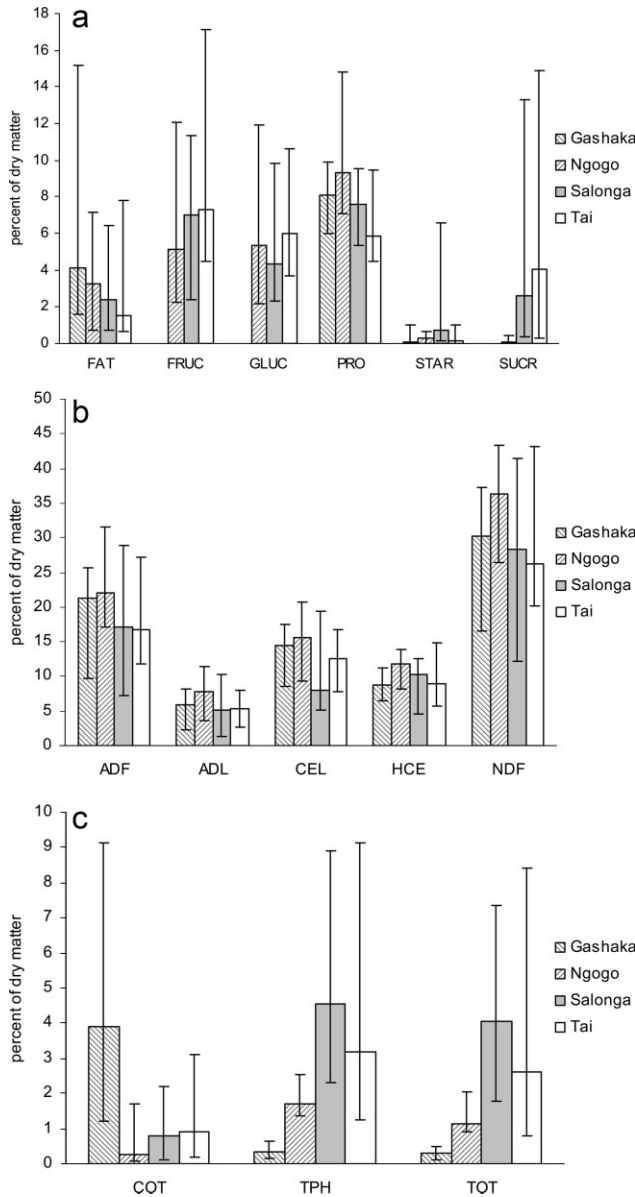 a
percent of dry matter
18
16
14
12
10
8
6
4
2
0
FAT FRUC GLUC PRO STAR SUCR
Gashaka
Ngogo
Salonga
Tai
b
percent of dry matter
50
45
40
35
30
25
20
15
10
5
0
ADF ADL CEL HCE NDF
Gashaka
Ngogo
Salonga
Tai
c
percent of dry matter
10
9
8
7
6
5
4
3
2
1
0
COT TPH TOT
Gashaka
Ngogo
Salonga
Tai